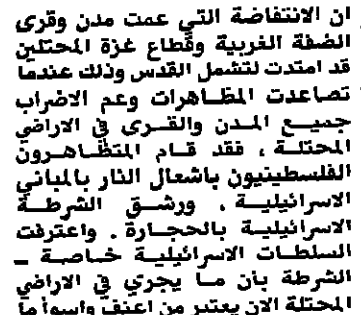 ان الانتفاضة التي عمت مدن وقرى
الضفة الغربية وقطاع غزة المحتلين
قد امتدت لتشمل القدس وذلك عندما
تصاعدت المظاهرات وعم الاضراب
جميع المدن والقرى في الاراضي
المحتلة ، فقد قام المتظاهرون
الفلسطينيون باشعال النار بالمباني
الاسرائيلية ، ورشق الشرطة
الاسرائيلية بالحجارة . واعترفت
السلطات الاسرائيلية خاصة ـ
الشرطة بأن ما يجري في الاراضي
المحتلة الان يعتبر من اعنف واسوأ ما